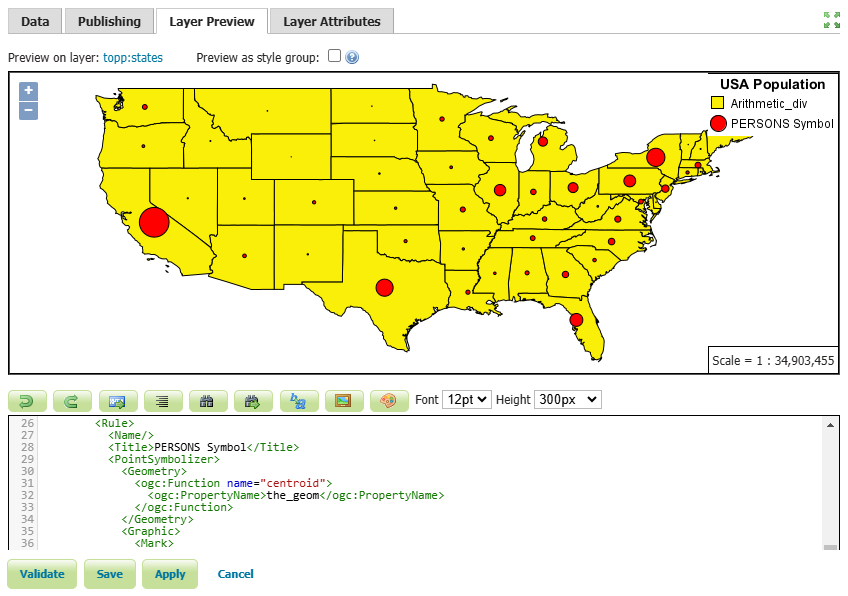 Data Publishing Layer Preview Layer Attributes
Preview on layer: topp:states Preview as style group:
+
−
USA Population
Arithmetic_div
PERSONS Symbol
Scale = 1 : 34,903,455
Font 12pt Height 300px
26 <Rule>
27 <Name/>
28 <Title>PERSONS Symbol</Title>
29 <PointSymbolizer>
30 <Geometry>
31 <ogc:Function name="centroid">
32 <ogc:PropertyName>the_geom</ogc:PropertyName>
33 </ogc:Function>
34 </Geometry>
35 <Graphic>
36 <Mark>
Validate Save Apply Cancel